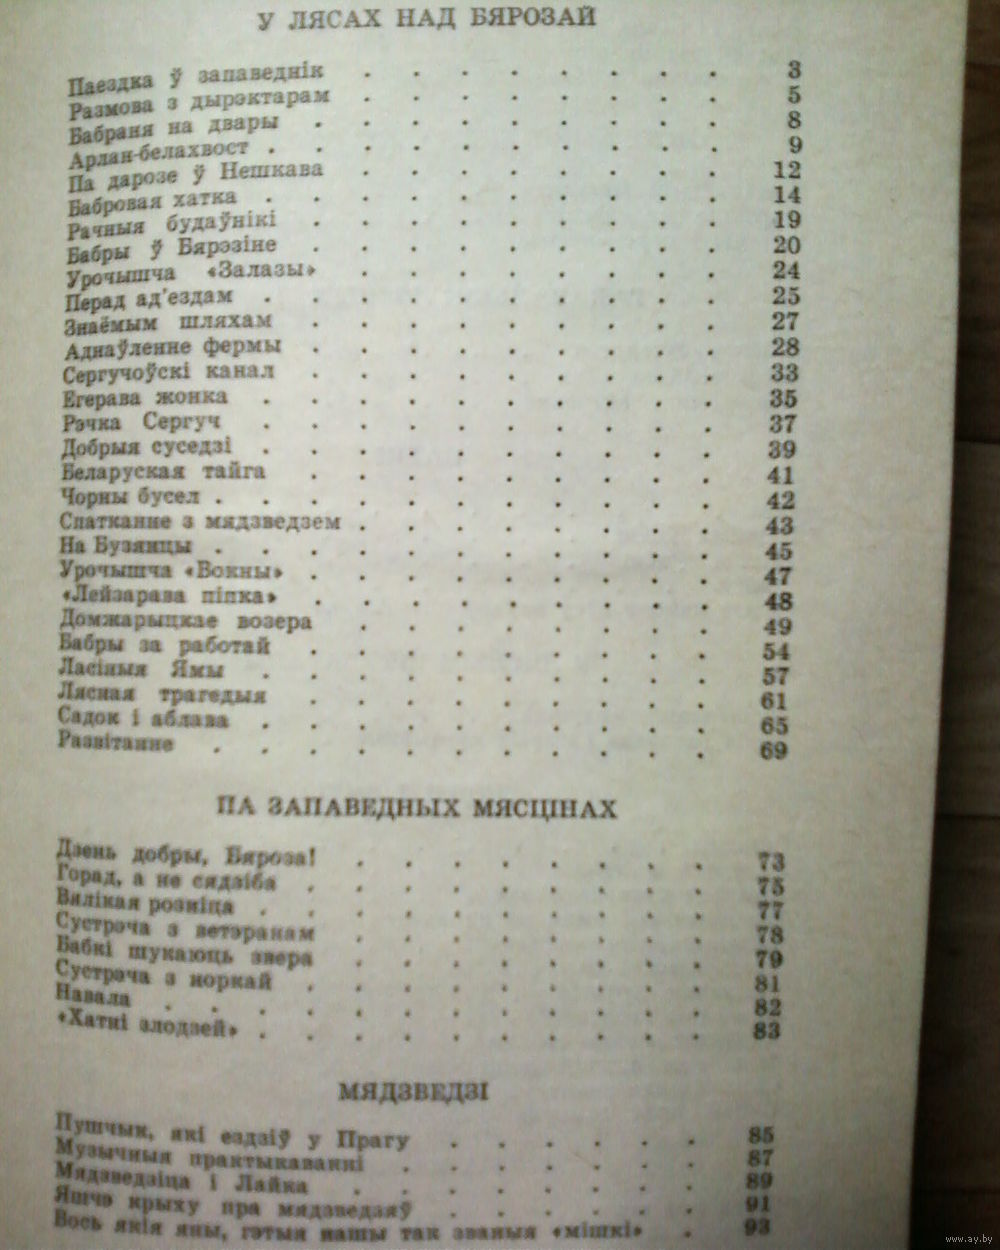 У ЛЯСАХ НАД БЯРОЗАЙ
Паездка ў запаведнік . . . . . . . . 3
Размова з дырэктарам . . . . . . . . 5
Бабраня на двары . . . . . . . . . 8
Арлан-белахвост . . . . . . . . . . 9
Па дарозе ў Нешкава . . . . . . . . 12
Бабровая хатка . . . . . . . . . . 14
Рачныя будаўнікі . . . . . . . . . 19
Бабры ў Бярэзіне . . . . . . . . . 20
Урочышча «Залазы» . . . . . . . . 24
Перад ад'ездам . . . . . . . . . . 25
Знаёмым шляхам . . . . . . . . . 27
Аднаўленне фермы . . . . . . . . . 28
Сергучоўскі канал . . . . . . . . . 33
Егерава жонка . . . . . . . . . . 35
Рэчка Сергуч . . . . . . . . . . 37
Добрыя суседзі . . . . . . . . . . 39
Беларуская тайга . . . . . . . . . 41
Чорны бусел . . . . . . . . . . . 42
Спатканне з мядзведзем . . . . . . . . 43
На Бузянцы . . . . . . . . . . . 45
Урочышча «Вокны» . . . . . . . . . 47
«Лейзарава піпка» . . . . . . . . . 48
Домжарыцкае возера . . . . . . . . 49
Бабры за работай . . . . . . . . . 54
Ласіныя Ямы . . . . . . . . . . 57
Лясная трагедыя . . . . . . . . . 61
Садок і аблава . . . . . . . . . . 65
Развітанне . . . . . . . . . . . 69
ПА ЗАПАВЕДНЫХ МЯСЦІНАХ
Дзень добры, Бяроза! . . . . . . . . 73
Горад, а не сядзіба . . . . . . . . . 75
Вялікая розніца . . . . . . . . . . 77
Сустрэча з ветэранам . . . . . . . . 78
Бабкі шукаюць звера . . . . . . . . 79
Сустрэча з норкай . . . . . . . . . 81
Навала . . . . . . . . . . . . 82
«Хатні злодзей» . . . . . . . . . . 83
МЯДЗВЕДЗІ
Пушчык, які ездзіў у Прагу . . . . . . 85
Музычныя практыкаванні . . . . . . . 87
Мядзведзіца і Лайка . . . . . . . . 89
Яшчэ крыху пра мядзведзяў . . . . . . 91
Вось якія яны, гэтыя нашы так званыя «мішкі» . 93
www.ay.by